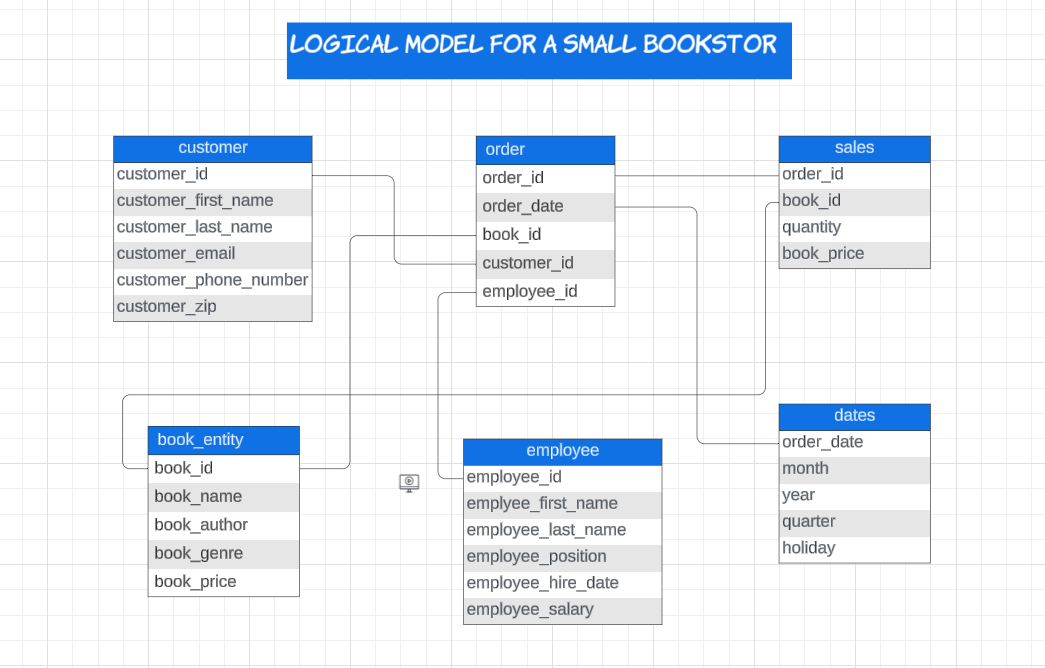 LOGICAL MODEL FOR A SMALL BOOKSTOR
customer
customer_id
customer_first_name
customer_last_name
customer_email
customer_phone_number
customer_zip
order
order_id
order_date
book_id
customer_id
employee_id
sales
order_id
book_id
quantity
book_price
book_entity
book_id
book_name
book_author
book_genre
book_price
employee
employee_id
emplyee_first_name
employee_last_name
employee_position
employee_hire_date
employee_salary
dates
order_date
month
year
quarter
holiday